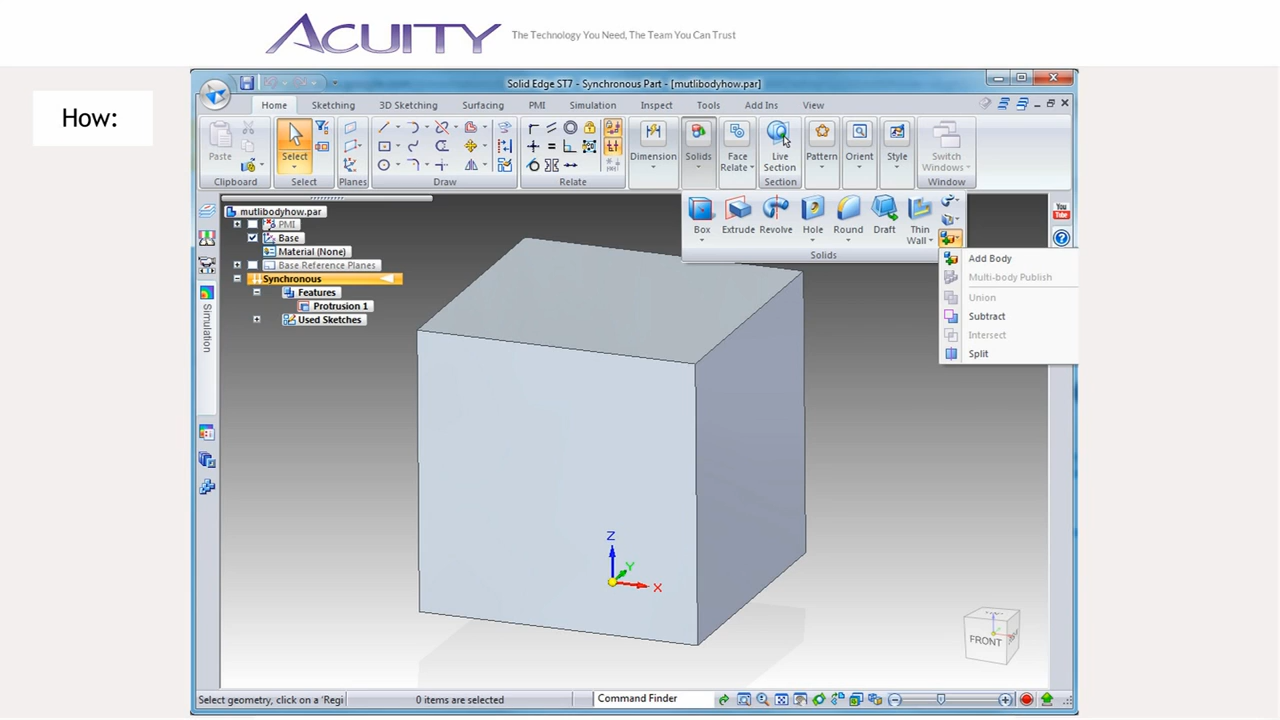 ACUITY The Technology You Need, The Team You Can Trust
How:
Solid Edge ST7 - Synchronous Part - [mutlibodyhow.par]
Home Sketching 3D Sketching Surfacing PMI Simulation Inspect Tools Add Ins View
Paste Select Dimension Solids Face Relate Live Section Pattern Orient Style Switch Windows
Clipboard Select Planes Draw Relate Section Window
Box Extrude Revolve Hole Round Draft Thin Wall
Solids
Add Body
Multi-body Publish
Union
Subtract
Intersect
Split
mutlibodyhow.par
PMI
Base
Material (None)
Base Reference Planes
Synchronous
Features
Protrusion 1
Used Sketches
Simulation
You Tube
Z
Y
X
FRONT
Select geometry, click on a 'Regi 0 items are selected Command Finder